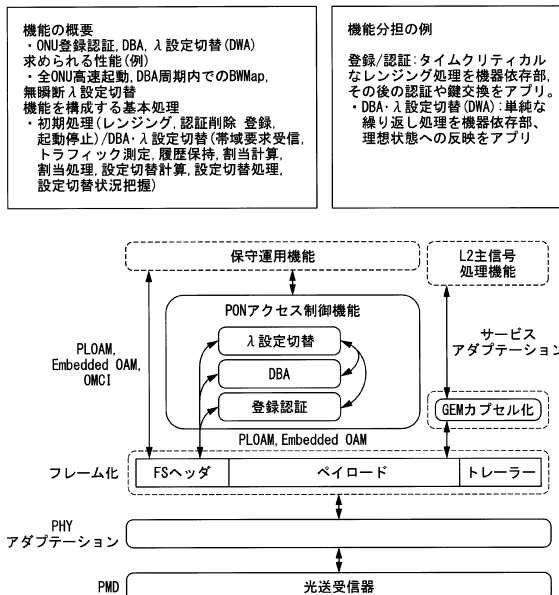 機能の概要
・ONU登録認証, DBA, λ設定切替(DWA)
求められる性能(例)
・全ONU高速起動, DBA周期内でのBWMap,
無瞬断λ設定切替
機能を構成する基本処理
・初期処理(レンジング, 認証削除 登録,
起動停止)/DBA・λ設定切替(帯域要求受信,
トラフィック測定, 履歴保持, 割当計算,
割当処理, 設定切替計算, 設定切替処理,
設定切替状況把握)
機能分担の例
登録/認証:タイムクリティカル
なレンジング処理を機器依存部,
その後の認証や鍵交換をアプリ。
・DBA・λ設定切替(DWA):単純な
繰り返し処理を機器依存部、
理想状態への反映をアプリ
保守運用機能
L2主信号
処理機能
PONアクセス制御機能
λ設定切替
DBA
登録認証
PLOAM,
Embedded OAM,
OMCI
サービス
アダプテーション
GEMカプセル化
PLOAM, Embedded OAM
フレーム化
FSヘッダ
ペイロード
トレーラー
PHY
アダプテーション
PMD
光送受信器